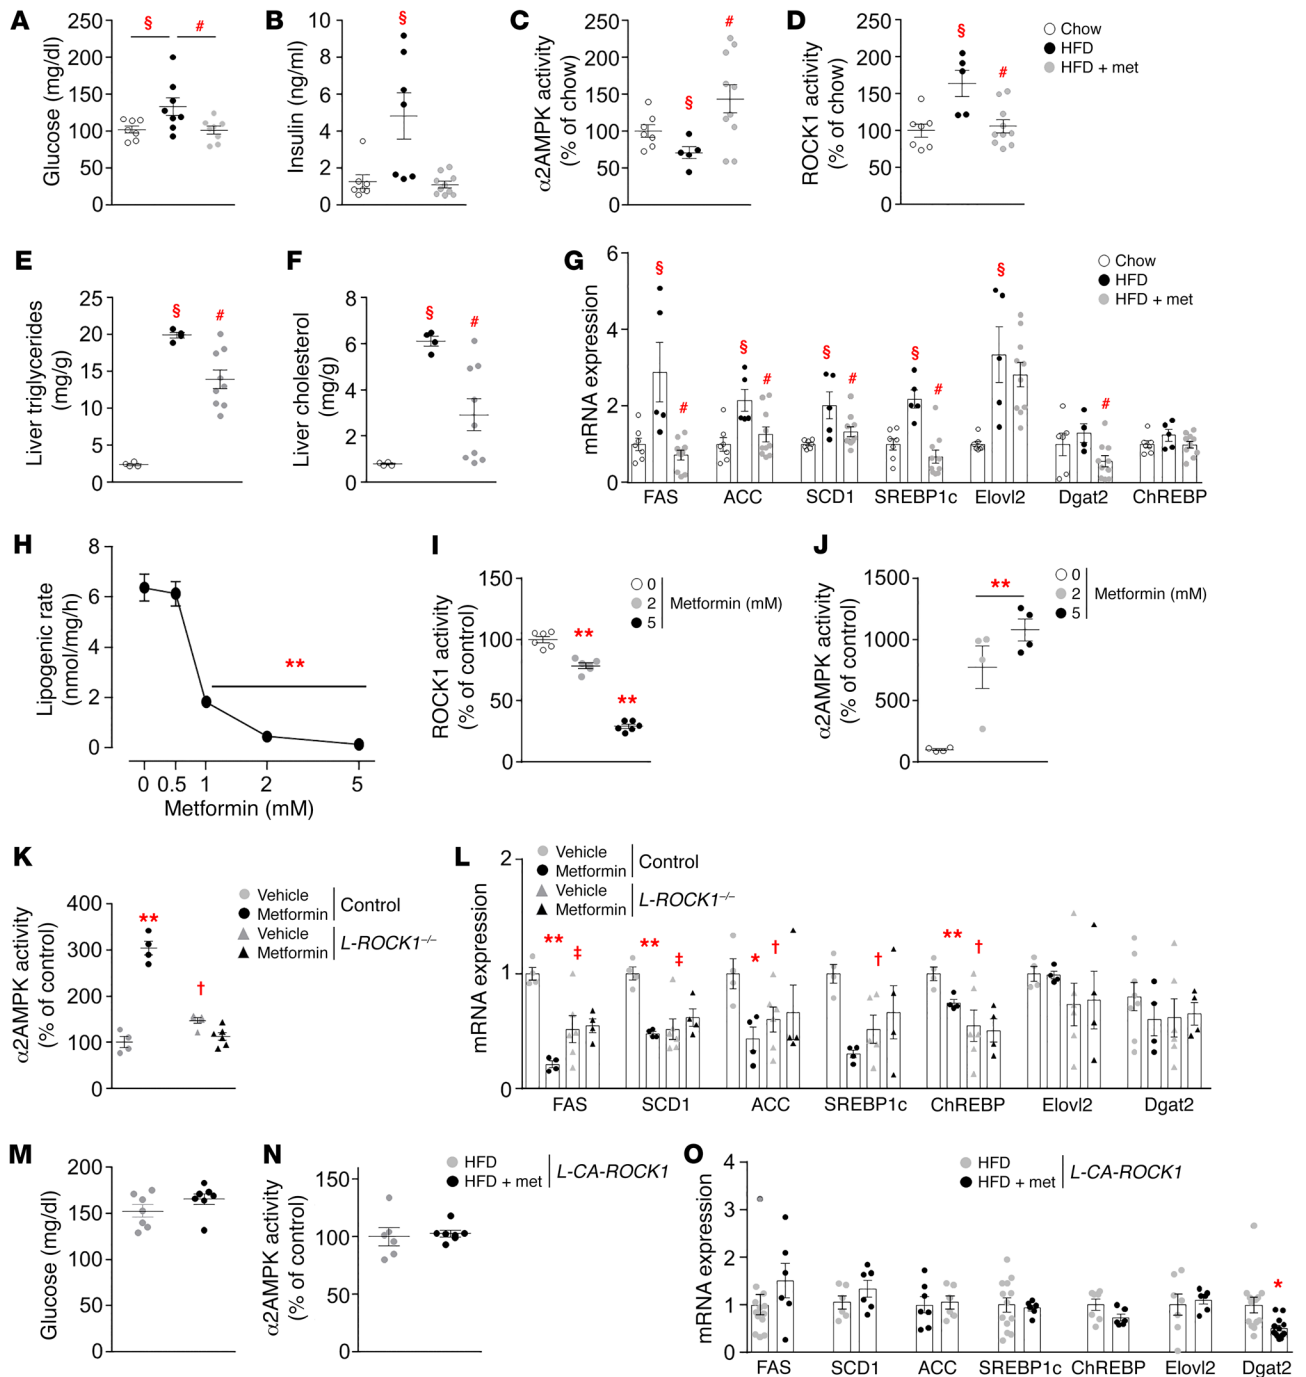 A
Glucose (mg/dl)
250
200
150
100
50
0
§
#
B
Insulin (ng/ml)
10
8
6
4
2
0
§
C
α2AMPK activity
(% of chow)
250
200
150
100
50
0
§
#
D
ROCK1 activity
(% of chow)
250
200
150
100
50
0
§
#
Chow
HFD
HFD + met
E
Liver triglycerides
(mg/g)
25
20
15
10
5
0
§
#
F
Liver cholesterol
(mg/g)
8
6
4
2
0
§
#
G
mRNA expression
6
4
2
0
§
#
§
#
§
#
§
#
§
#
Chow
HFD
HFD + met
FAS ACC SCD1 SREBP1c Elovl2 Dgat2 ChREBP
H
Lipogenic rate
(nmol/mg/h)
8
6
4
2
0
**
0 0.5 1 2 5
Metformin (mM)
I
ROCK1 activity
(% of control)
150
100
50
0
**
**
0
2
5
Metformin (mM)
J
α2AMPK activity
(% of control)
1500
1000
500
0
**
0
2
5
Metformin (mM)
K
α2AMPK activity
(% of control)
400
300
200
100
0
**
†
Vehicle
Metformin
Control
Vehicle
Metformin
L-ROCK1–/–
L
mRNA expression
2
1
0
Vehicle
Metformin
Control
Vehicle
Metformin
L-ROCK1–/–
** ‡ ** ‡ * † † ** †
FAS SCD1 ACC SREBP1c ChREBP Elovl2 Dgat2
M
Glucose (mg/dl)
200
150
100
50
0
N
α2AMPK activity
(% of control)
150
100
50
0
HFD
HFD + met
L-CA-ROCK1
O
mRNA expression
4
3
2
1
0
HFD
HFD + met
L-CA-ROCK1
*
FAS SCD1 ACC SREBP1c ChREBP Elovl2 Dgat2